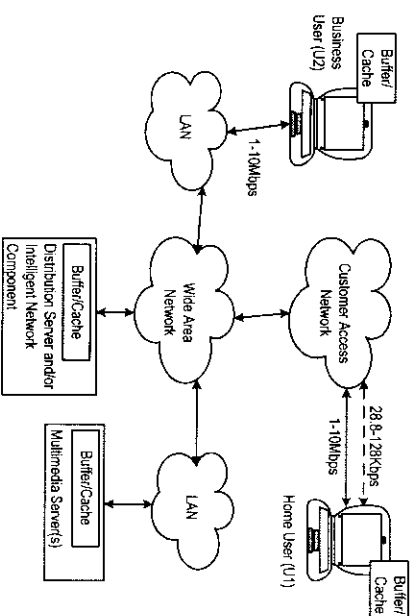 Buffer/
Cache
Business
User (U2)
1-10Mbps
LAN
Customer Access
Network
28.8-128Kbps
1-10Mbps
Buffer/
Cache
Home User (U1)
Wide Area
Network
LAN
Buffer/Cache
Distribution Server and/or
Intelligent Network
Component
Buffer/Cache
Multimedia Server(s)